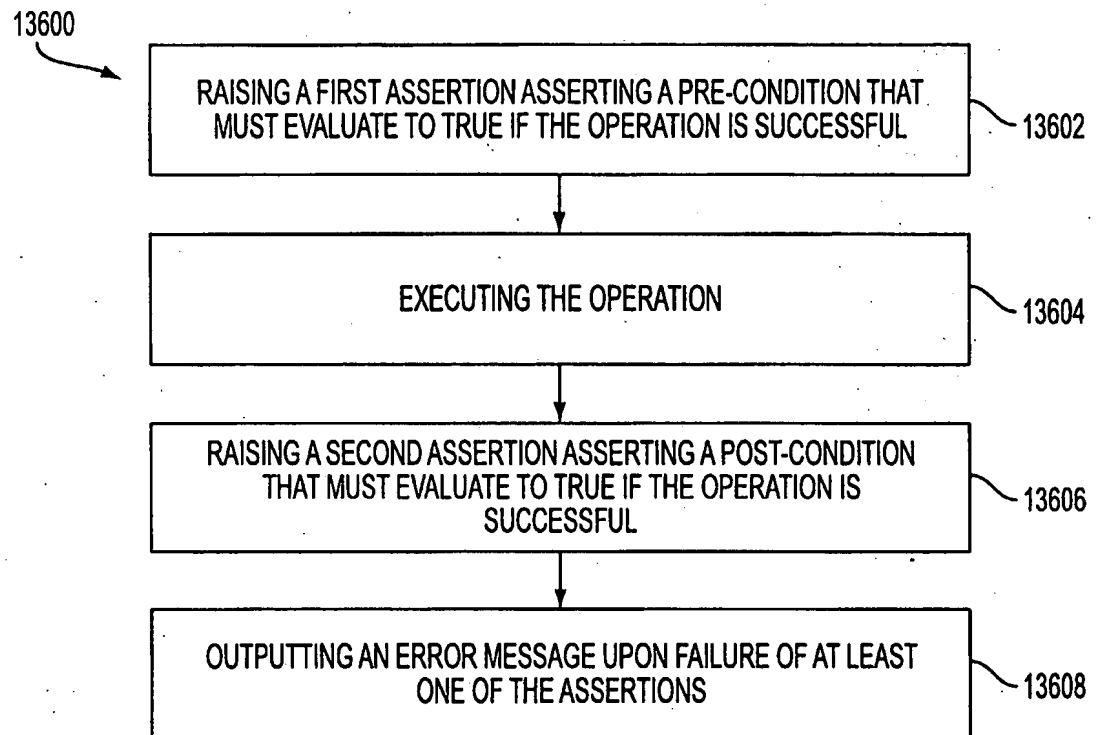 13600
RAISING A FIRST ASSERTION ASSERTING A PRE-CONDITION THAT
MUST EVALUATE TO TRUE IF THE OPERATION IS SUCCESSFUL
13602
EXECUTING THE OPERATION
13604
RAISING A SECOND ASSERTION ASSERTING A POST-CONDITION
THAT MUST EVALUATE TO TRUE IF THE OPERATION IS
SUCCESSFUL
13606
OUTPUTTING AN ERROR MESSAGE UPON FAILURE OF AT LEAST
ONE OF THE ASSERTIONS
13608